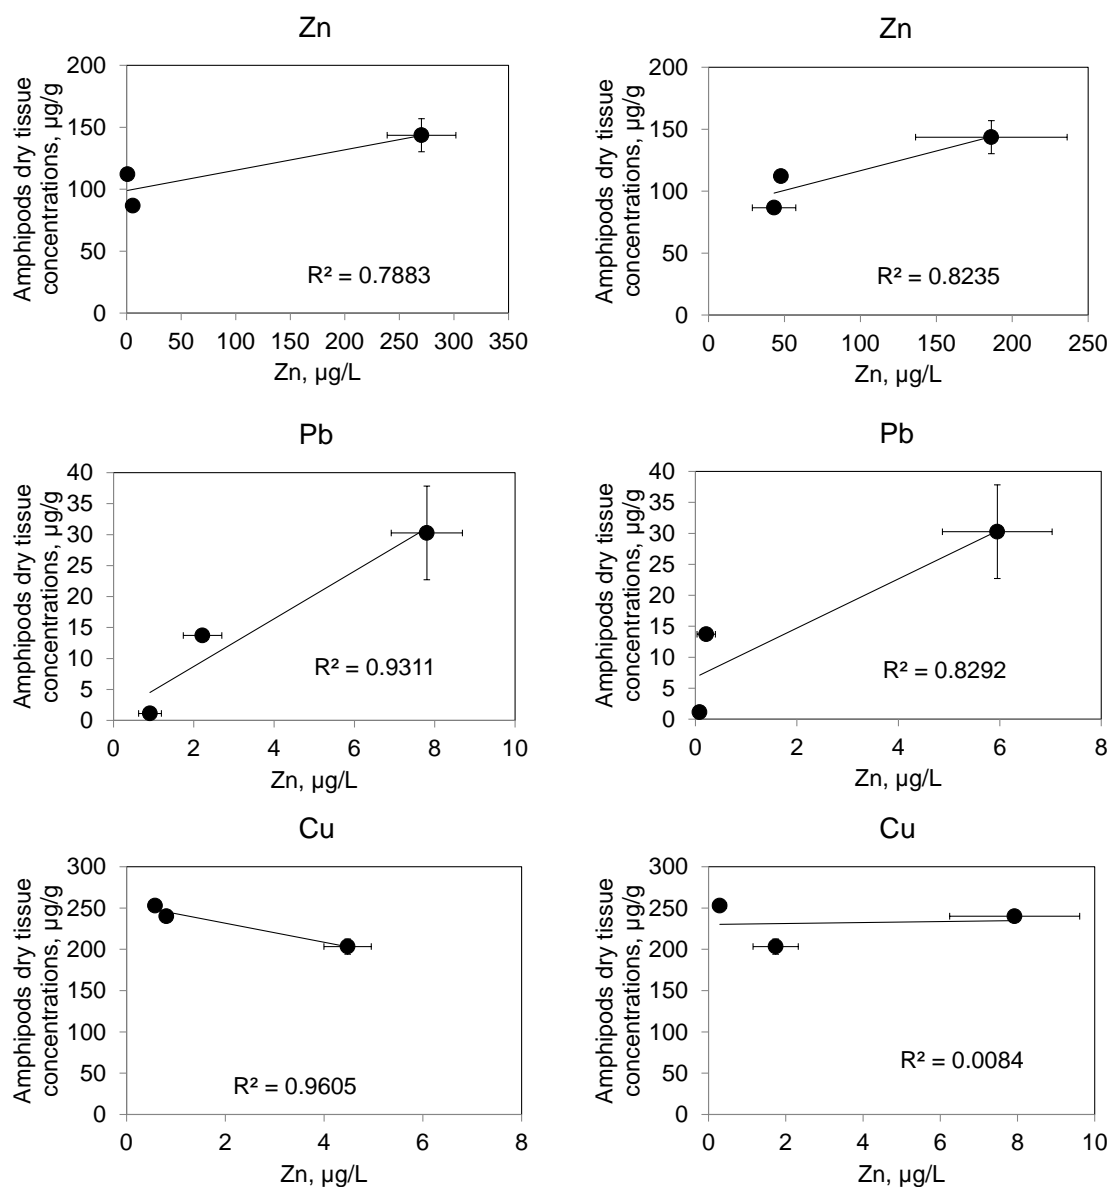 Zn
Amphipods dry tissue
concentrations, µg/g
200
150
100
50
0
R² = 0.7883
0 50 100 150 200 250 300 350
Zn, µg/L
Zn
Amphipods dry tissue
concentrations, µg/g
200
150
100
50
0
R² = 0.8235
0 50 100 150 200 250
Zn, µg/L
Pb
Amphipods dry tissue
concentrations, µg/g
40
35
30
25
20
15
10
5
0
R² = 0.9311
0 2 4 6 8 10
Zn, µg/L
Pb
Amphipods dry tissue
concentrations, µg/g
40
35
30
25
20
15
10
5
0
R² = 0.8292
0 2 4 6 8
Zn, µg/L
Cu
Amphipods dry tissue
concentrations, µg/g
300
250
200
150
100
50
0
R² = 0.9605
0 2 4 6 8
Zn, µg/L
Cu
Amphipods dry tissue
concentrations, µg/g
300
250
200
150
100
50
0
R² = 0.0084
0 2 4 6 8 10
Zn, µg/L